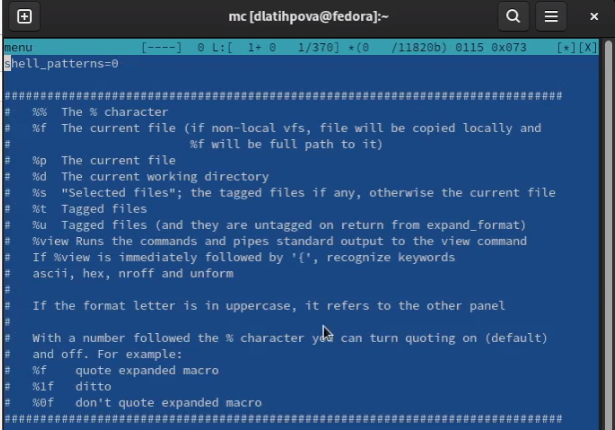 mc [dlatihpova@fedora]:~
menu [----] 0 L:[ 1+ 0 1/370] *(0 /11820b) 0115 0x073 [*][X]
shell_patterns=0
###############################################################################
# %% The % character
# %f The current file (if non-local vfs, file will be copied locally and
# %f will be full path to it)
# %p The current file
# %d The current working directory
# %s "Selected files"; the tagged files if any, otherwise the current file
# %t Tagged files
# %u Tagged files (and they are untagged on return from expand_format)
# %view Runs the commands and pipes standard output to the view command
# If %view is immediately followed by '{', recognize keywords
# ascii, hex, nroff and unform
#
# If the format letter is in uppercase, it refers to the other panel
#
# With a number followed the % character you can turn quoting on (default)
# and off. For example:
# %f quote expanded macro
# %1f ditto
# %0f don't quote expanded macro
###############################################################################